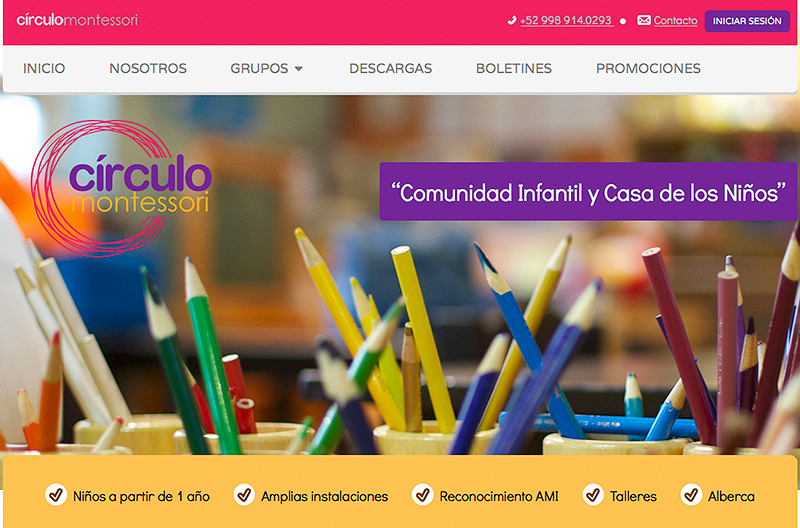 círculomontessori
+52 998 914.0293
Contacto
INICIAR SESIÓN
INICIO
NOSOTROS
GRUPOS
DESCARGAS
BOLETINES
PROMOCIONES
círculo
montessori
“Comunidad Infantil y Casa de los Niños”
Niños a partir de 1 año
Amplias instalaciones
Reconocimiento AMI
Talleres
Alberca